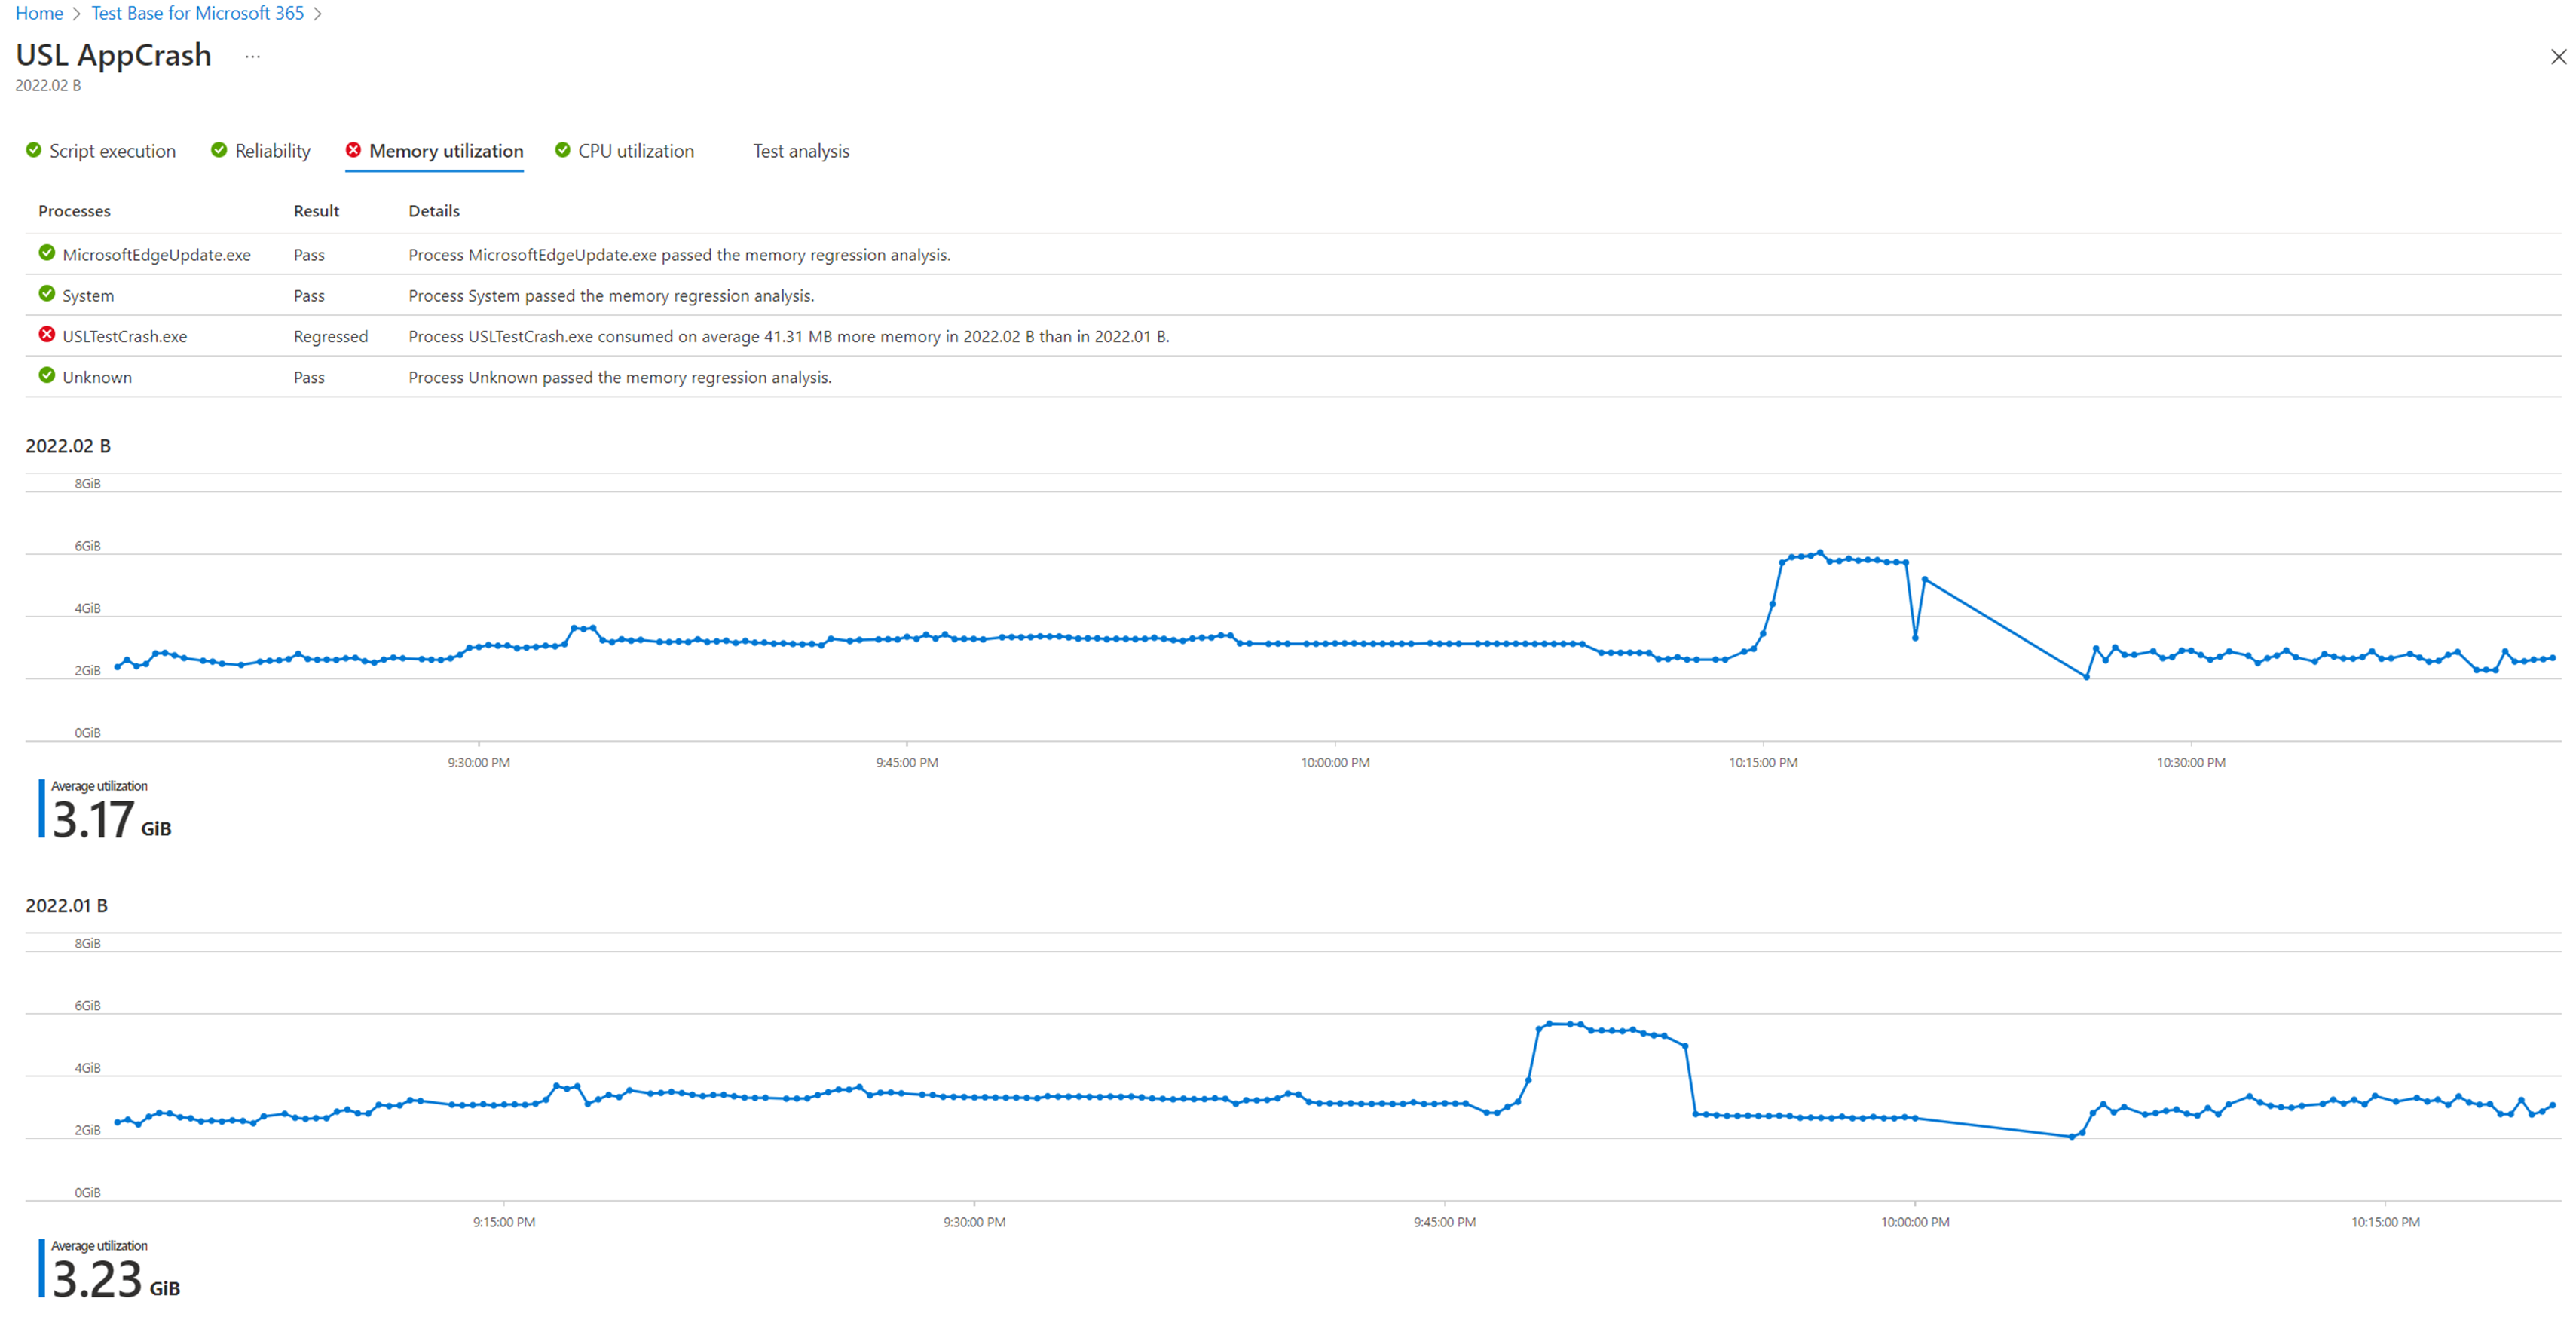 Home > Test Base for Microsoft 365 >
USL AppCrash ...
2022.02 B
Script execution Reliability Memory utilization CPU utilization Test analysis
Processes Result Details
MicrosoftEdgeUpdate.exe Pass Process MicrosoftEdgeUpdate.exe passed the memory regression analysis.
System Pass Process System passed the memory regression analysis.
USLTestCrash.exe Regressed Process USLTestCrash.exe consumed on average 41.31 MB more memory in 2022.02 B than in 2022.01 B.
Unknown Pass Process Unknown passed the memory regression analysis.
2022.02 B
8GiB
6GiB
4GiB
2GiB
0GiB
9:30:00 PM 9:45:00 PM 10:00:00 PM 10:15:00 PM 10:30:00 PM
Average utilization
3.17 GiB
2022.01 B
8GiB
6GiB
4GiB
2GiB
0GiB
9:15:00 PM 9:30:00 PM 9:45:00 PM 10:00:00 PM 10:15:00 PM
Average utilization
3.23 GiB